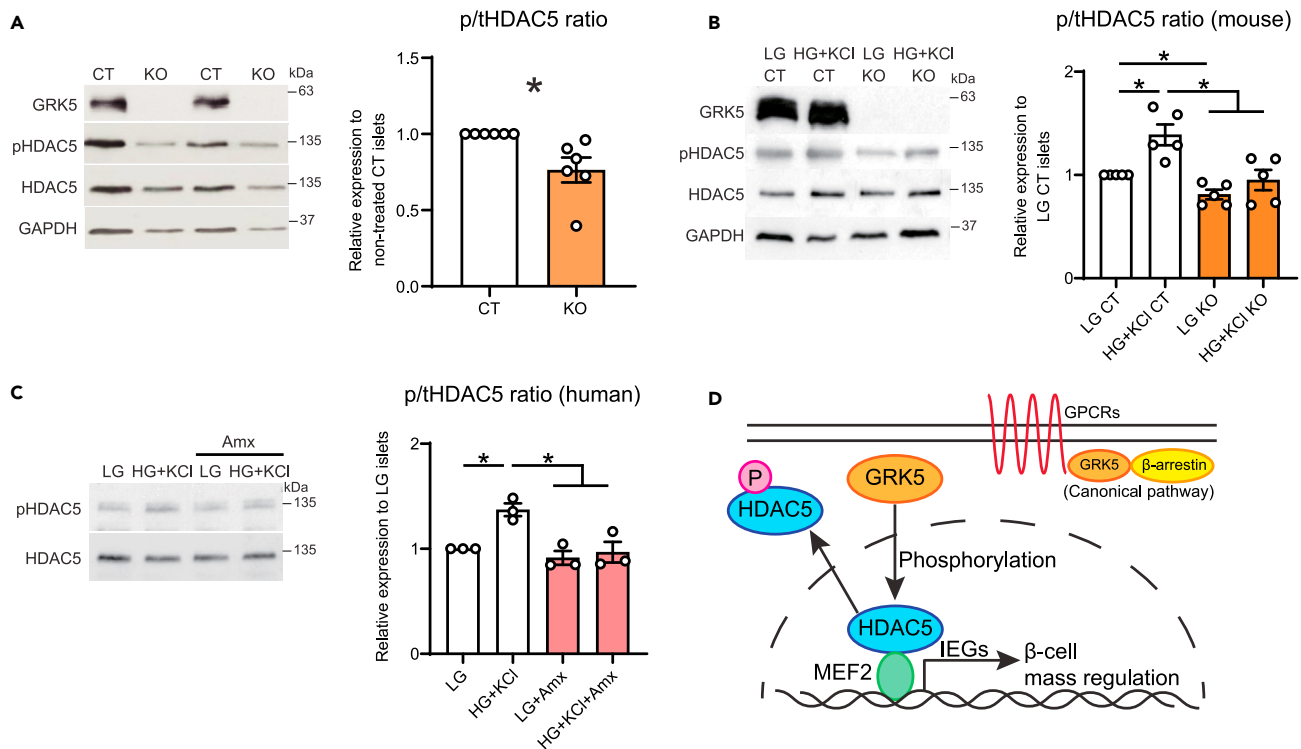 A
CT KO CT KO kDa
GRK5
63
pHDAC5
135
HDAC5
135
GAPDH
37
p/tHDAC5 ratio
Relative expression to
non-treated CT islets
1.5
1.0
0.5
0.0
*
CT KO
B
LG HG+KCl LG HG+KCl
CT CT KO KO kDa
GRK5
63
pHDAC5
135
HDAC5
135
GAPDH
37
p/tHDAC5 ratio (mouse)
Relative expression to
LG CT islets
2
1
0
*
* *
LG CT
HG+KCl CT
LG KO
HG+KCl KO
C
Amx
LG HG+KCl LG HG+KCl
kDa
pHDAC5
135
HDAC5
135
p/tHDAC5 ratio (human)
Relative expression to LG islets
2
1
0
* *
LG
HG+KCl
LG+Amx
HG+KCl+Amx
D
GPCRs
GRK5 β-arrestin
(Canonical pathway)
P
HDAC5
GRK5
Phosphorylation
HDAC5
MEF2
IEGs
β-cell
mass regulation